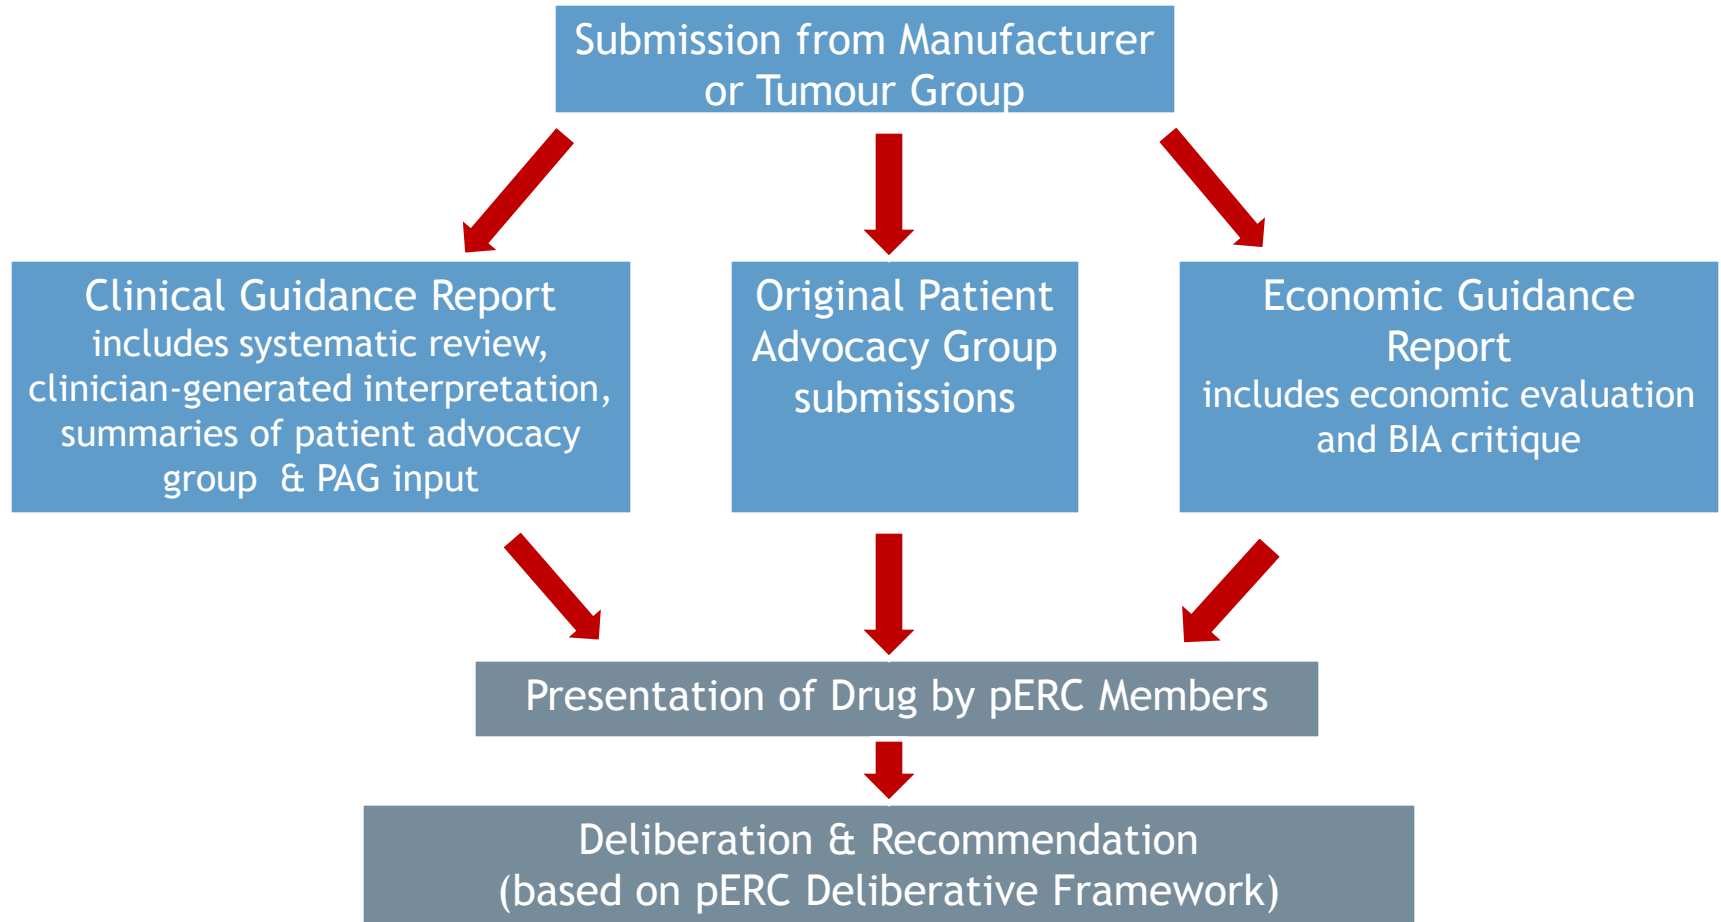 Submission from Manufacturer
or Tumour Group
Clinical Guidance Report
includes systematic review,
clinician-generated interpretation,
summaries of patient advocacy
group & PAG input
Original Patient
Advocacy Group
submissions
Economic Guidance
Report
includes economic evaluation
and BIA critique
Presentation of Drug by pERC Members
Deliberation & Recommendation
(based on pERC Deliberative Framework)